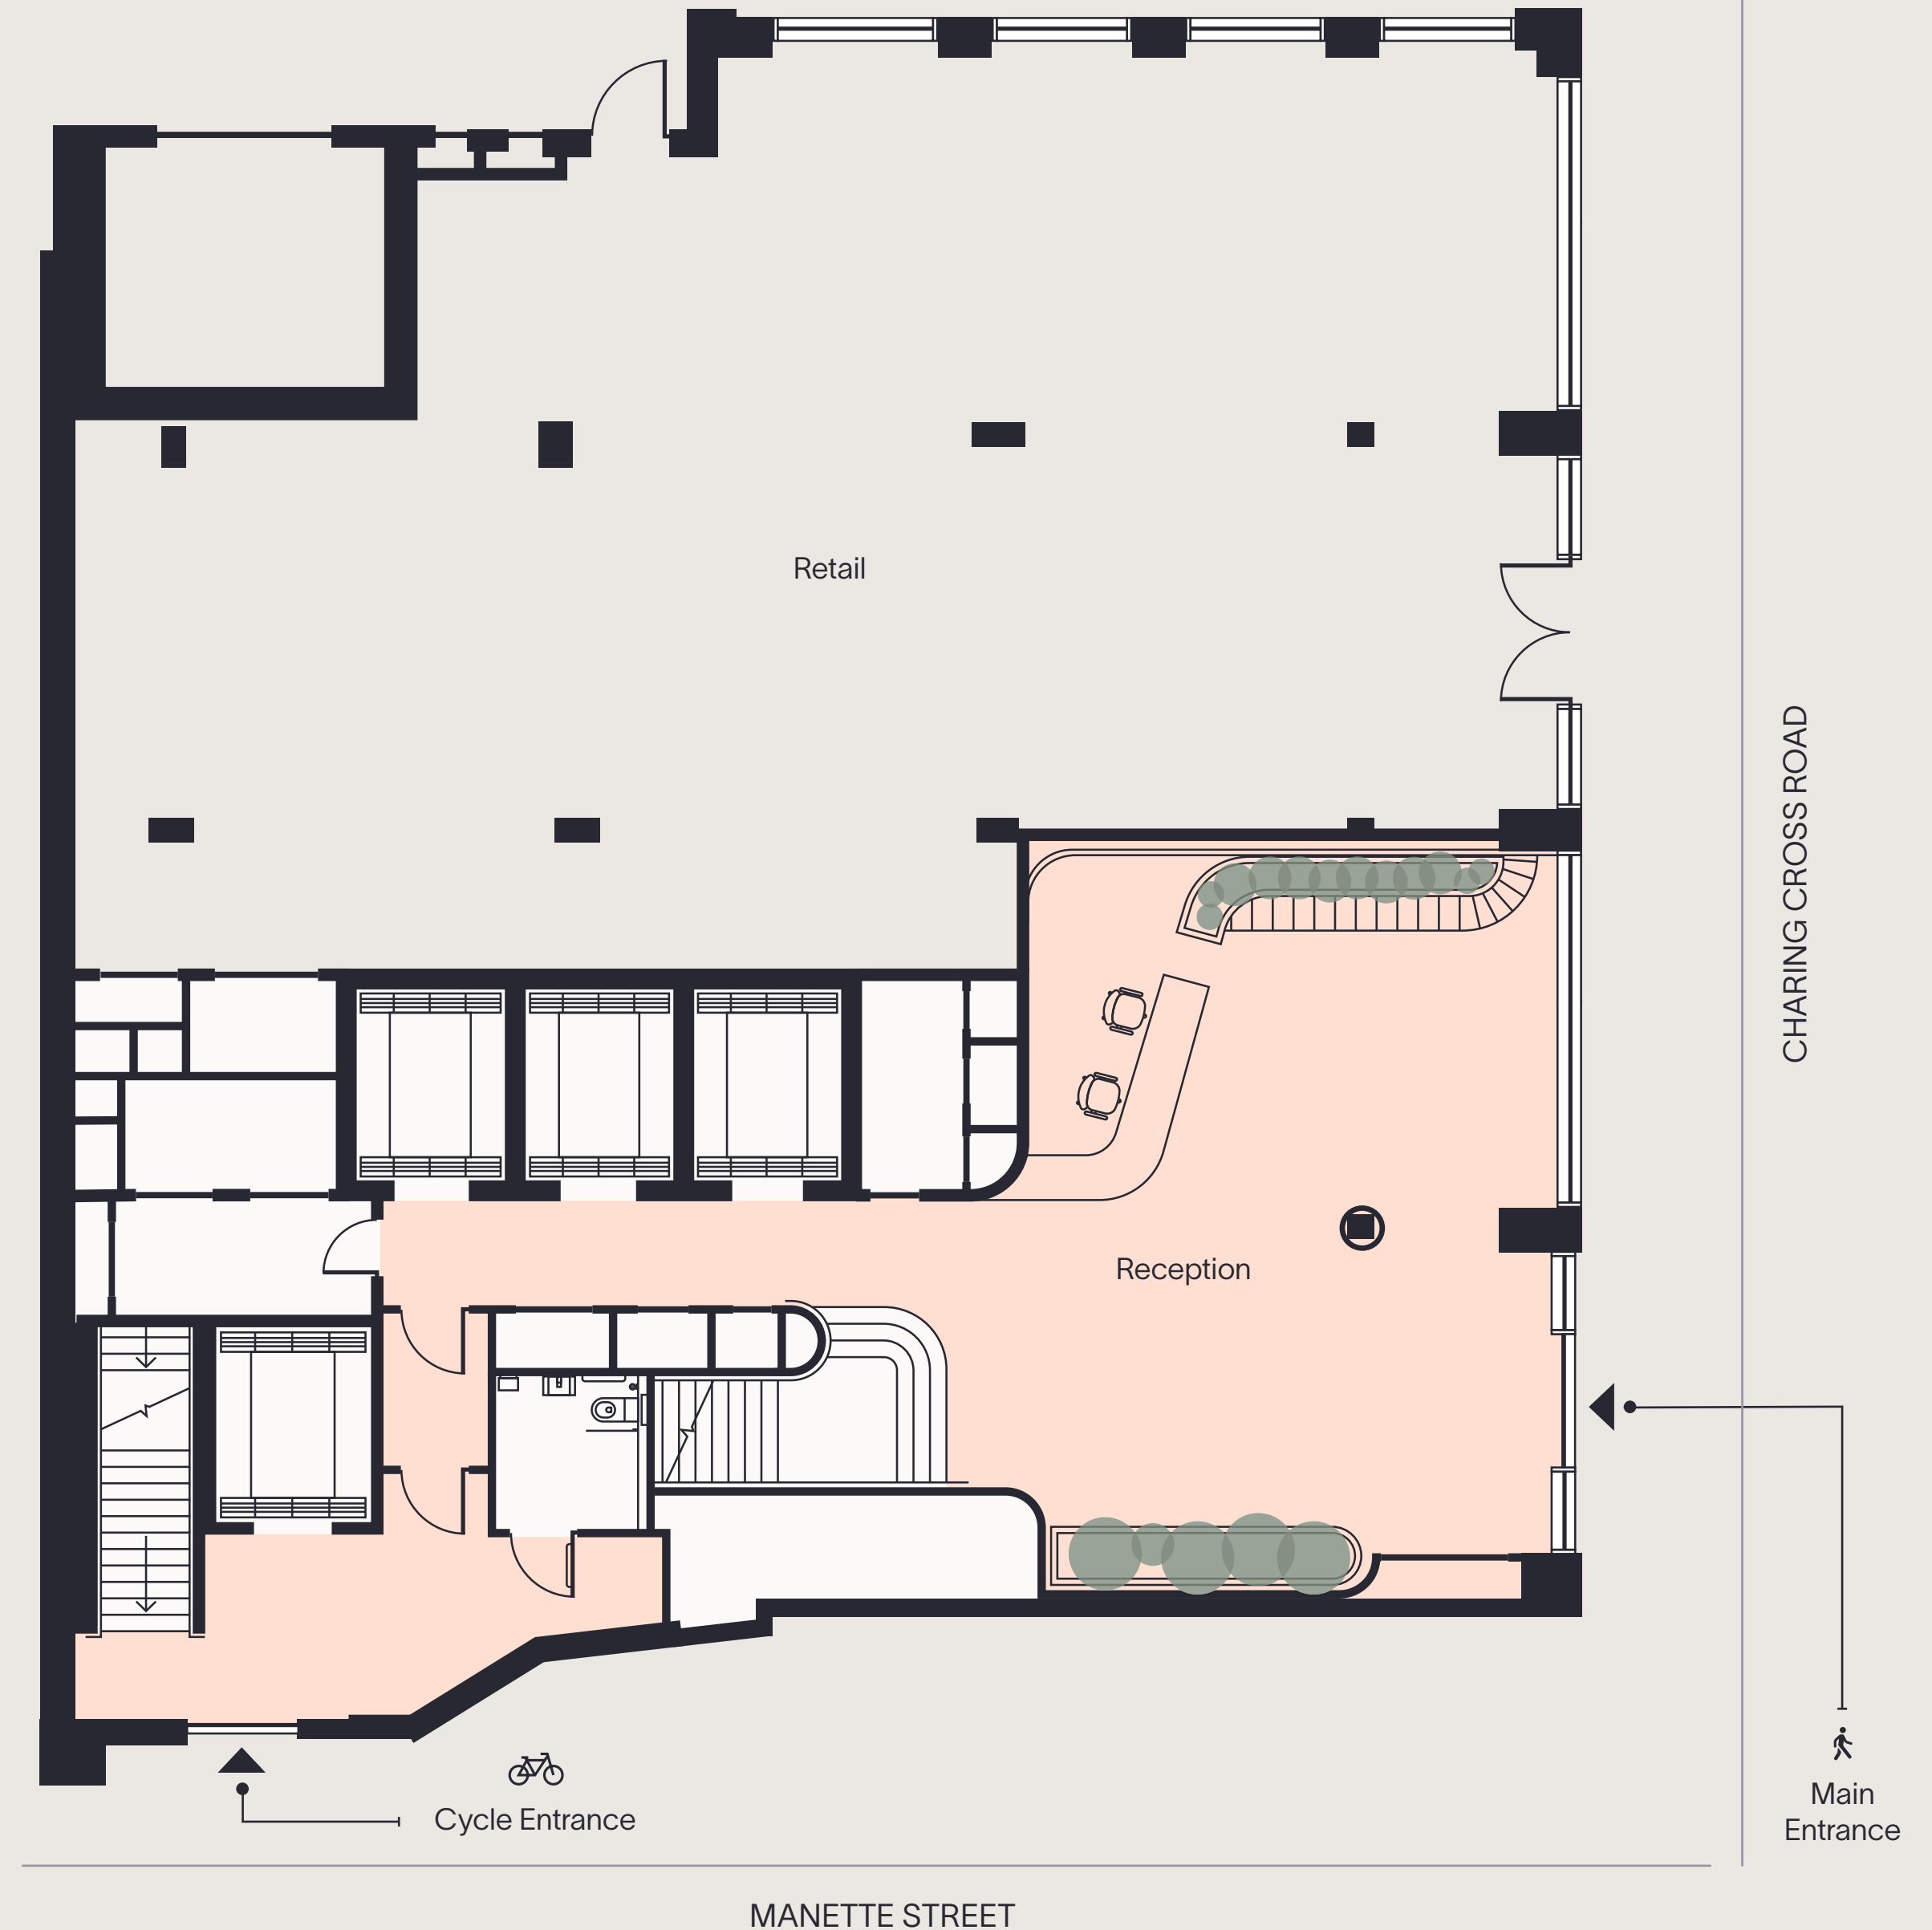 Retail
CHARING CROSS ROAD
Reception
Cycle Entrance
Main
Entrance
MANETTE STREET